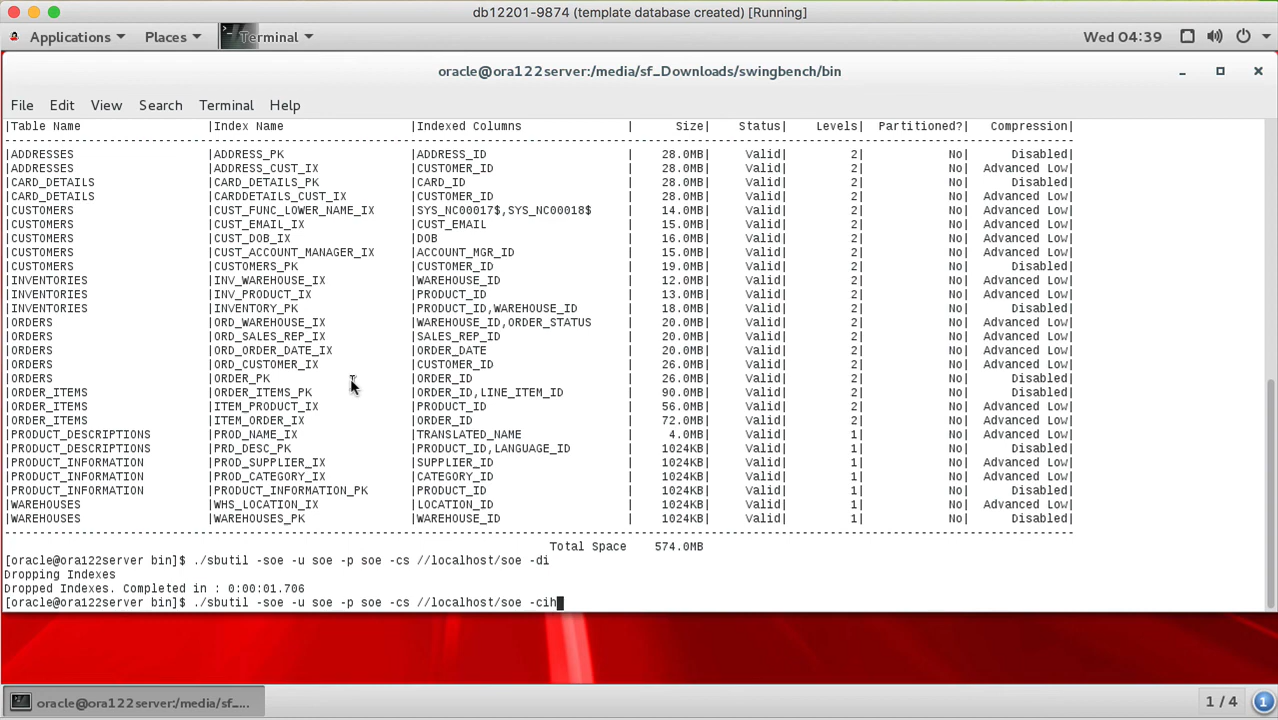 db12201-9874 (template database created) [Running]
Applications Places Terminal Wed 04:39
oracle@ora122server:/media/sf_Downloads/swingbench/bin
File Edit View Search Terminal Help
|Table Name |Index Name |Indexed Columns | Size| Status| Levels| Partitioned?| Compression|
|ADDRESSES |ADDRESS_PK |ADDRESS_ID | 28.0MB| Valid| 2| No| Disabled|
|ADDRESSES |ADDRESS_CUST_IX |CUSTOMER_ID | 28.0MB| Valid| 2| No| Advanced Low|
|CARD_DETAILS |CARD_DETAILS_PK |CARD_ID | 28.0MB| Valid| 2| No| Disabled|
|CARD_DETAILS |CARDDETAILS_CUST_IX |CUSTOMER_ID | 28.0MB| Valid| 2| No| Advanced Low|
|CUSTOMERS |CUST_FUNC_LOWER_NAME_IX |SYS_NC00017$,SYS_NC00018$ | 14.0MB| Valid| 2| No| Advanced Low|
|CUSTOMERS |CUST_EMAIL_IX |CUST_EMAIL | 15.0MB| Valid| 2| No| Advanced Low|
|CUSTOMERS |CUST_DOB_IX |DOB | 16.0MB| Valid| 2| No| Advanced Low|
|CUSTOMERS |CUST_ACCOUNT_MANAGER_IX |ACCOUNT_MGR_ID | 15.0MB| Valid| 2| No| Advanced Low|
|CUSTOMERS |CUSTOMERS_PK |CUSTOMER_ID | 19.0MB| Valid| 2| No| Disabled|
|INVENTORIES |INV_WAREHOUSE_IX |WAREHOUSE_ID | 12.0MB| Valid| 2| No| Advanced Low|
|INVENTORIES |INV_PRODUCT_IX |PRODUCT_ID | 13.0MB| Valid| 2| No| Advanced Low|
|INVENTORIES |INVENTORY_PK |PRODUCT_ID,WAREHOUSE_ID | 18.0MB| Valid| 2| No| Disabled|
|ORDERS |ORD_WAREHOUSE_IX |WAREHOUSE_ID,ORDER_STATUS | 20.0MB| Valid| 2| No| Advanced Low|
|ORDERS |ORD_SALES_REP_IX |SALES_REP_ID | 20.0MB| Valid| 2| No| Advanced Low|
|ORDERS |ORD_ORDER_DATE_IX |ORDER_DATE | 20.0MB| Valid| 2| No| Advanced Low|
|ORDERS |ORD_CUSTOMER_IX |CUSTOMER_ID | 26.0MB| Valid| 2| No| Advanced Low|
|ORDERS |ORDER_PK |ORDER_ID | 26.0MB| Valid| 2| No| Disabled|
|ORDER_ITEMS |ORDER_ITEMS_PK |ORDER_ID,LINE_ITEM_ID | 90.0MB| Valid| 2| No| Disabled|
|ORDER_ITEMS |ITEM_PRODUCT_IX |PRODUCT_ID | 56.0MB| Valid| 2| No| Advanced Low|
|ORDER_ITEMS |ITEM_ORDER_IX |ORDER_ID | 72.0MB| Valid| 2| No| Advanced Low|
|PRODUCT_DESCRIPTIONS |PROD_NAME_IX |TRANSLATED_NAME | 4.0MB| Valid| 1| No| Advanced Low|
|PRODUCT_DESCRIPTIONS |PRD_DESC_PK |PRODUCT_ID,LANGUAGE_ID | 1024KB| Valid| 1| No| Disabled|
|PRODUCT_INFORMATION |PROD_SUPPLIER_IX |SUPPLIER_ID | 1024KB| Valid| 1| No| Advanced Low|
|PRODUCT_INFORMATION |PROD_CATEGORY_IX |CATEGORY_ID | 1024KB| Valid| 1| No| Advanced Low|
|PRODUCT_INFORMATION |PRODUCT_INFORMATION_PK |PRODUCT_ID | 1024KB| Valid| 1| No| Disabled|
|WAREHOUSES |WHS_LOCATION_IX |LOCATION_ID | 1024KB| Valid| 1| No| Advanced Low|
|WAREHOUSES |WAREHOUSES_PK |WAREHOUSE_ID | 1024KB| Valid| 1| No| Disabled|
Total Space 574.0MB
[oracle@ora122server bin]$ ./sbutil -soe -u soe -p soe -cs //localhost/soe -di
Dropping Indexes
Dropped Indexes. Completed in : 0:00:01.706
[oracle@ora122server bin]$ ./sbutil -soe -u soe -p soe -cs //localhost/soe -cih
oracle@ora122server:/media/sf_... 1 / 4 1